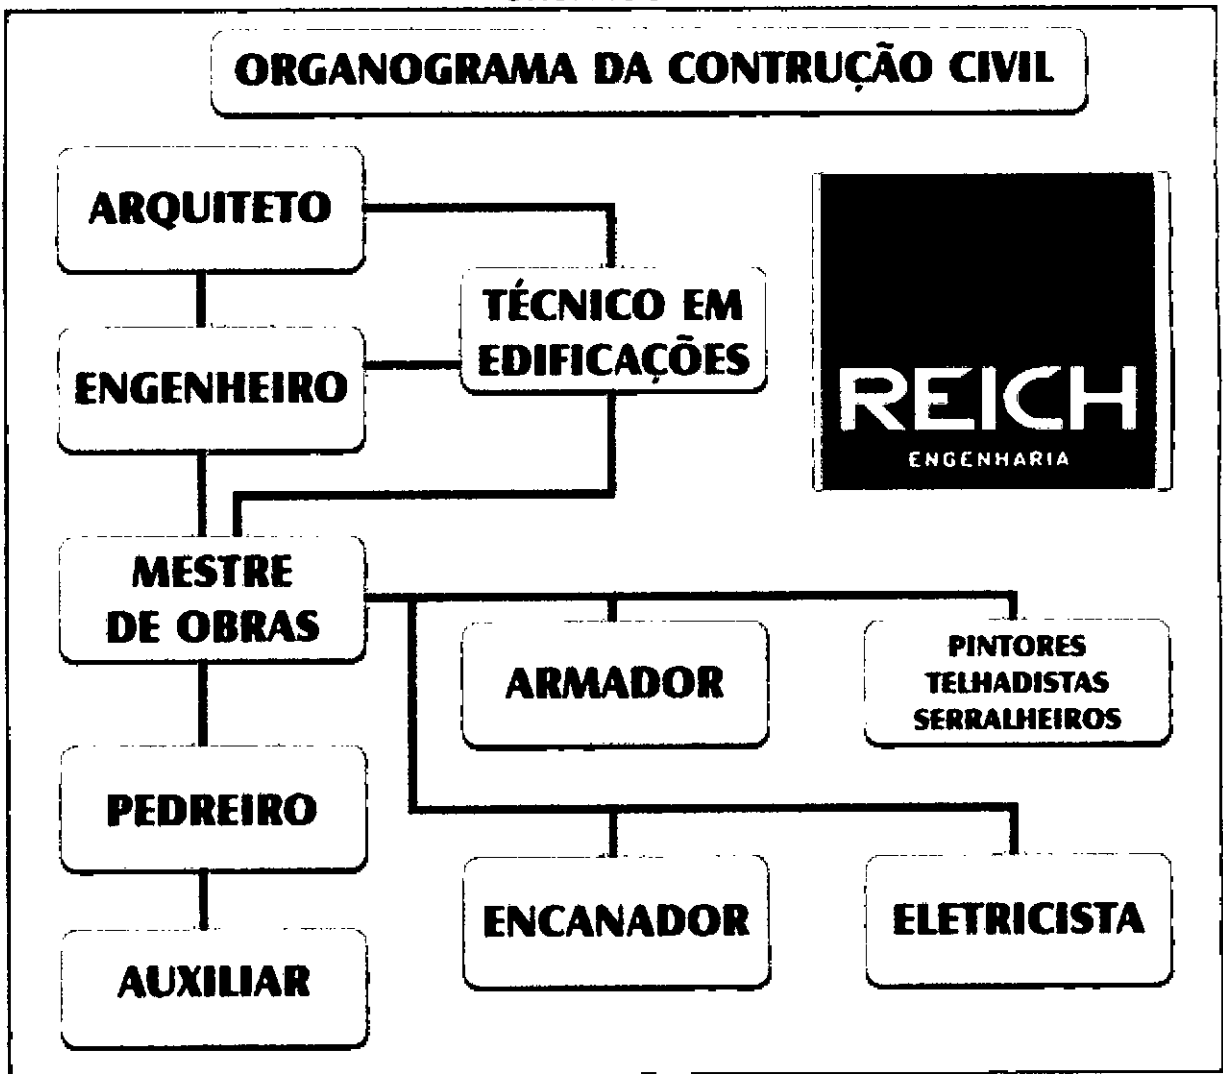 ORGANOGRAMA DA CONTRUÇÃO CIVIL
ARQUITETO
TÉCNICO EM
EDIFICAÇÕES
ENGENHEIRO
REICH
ENGENHARIA
MESTRE
DE OBRAS
ARMADOR
PINTORES
TELHADISTAS
SERRALHEIROS
PEDREIRO
ENCANADOR
ELETRICISTA
AUXILIAR